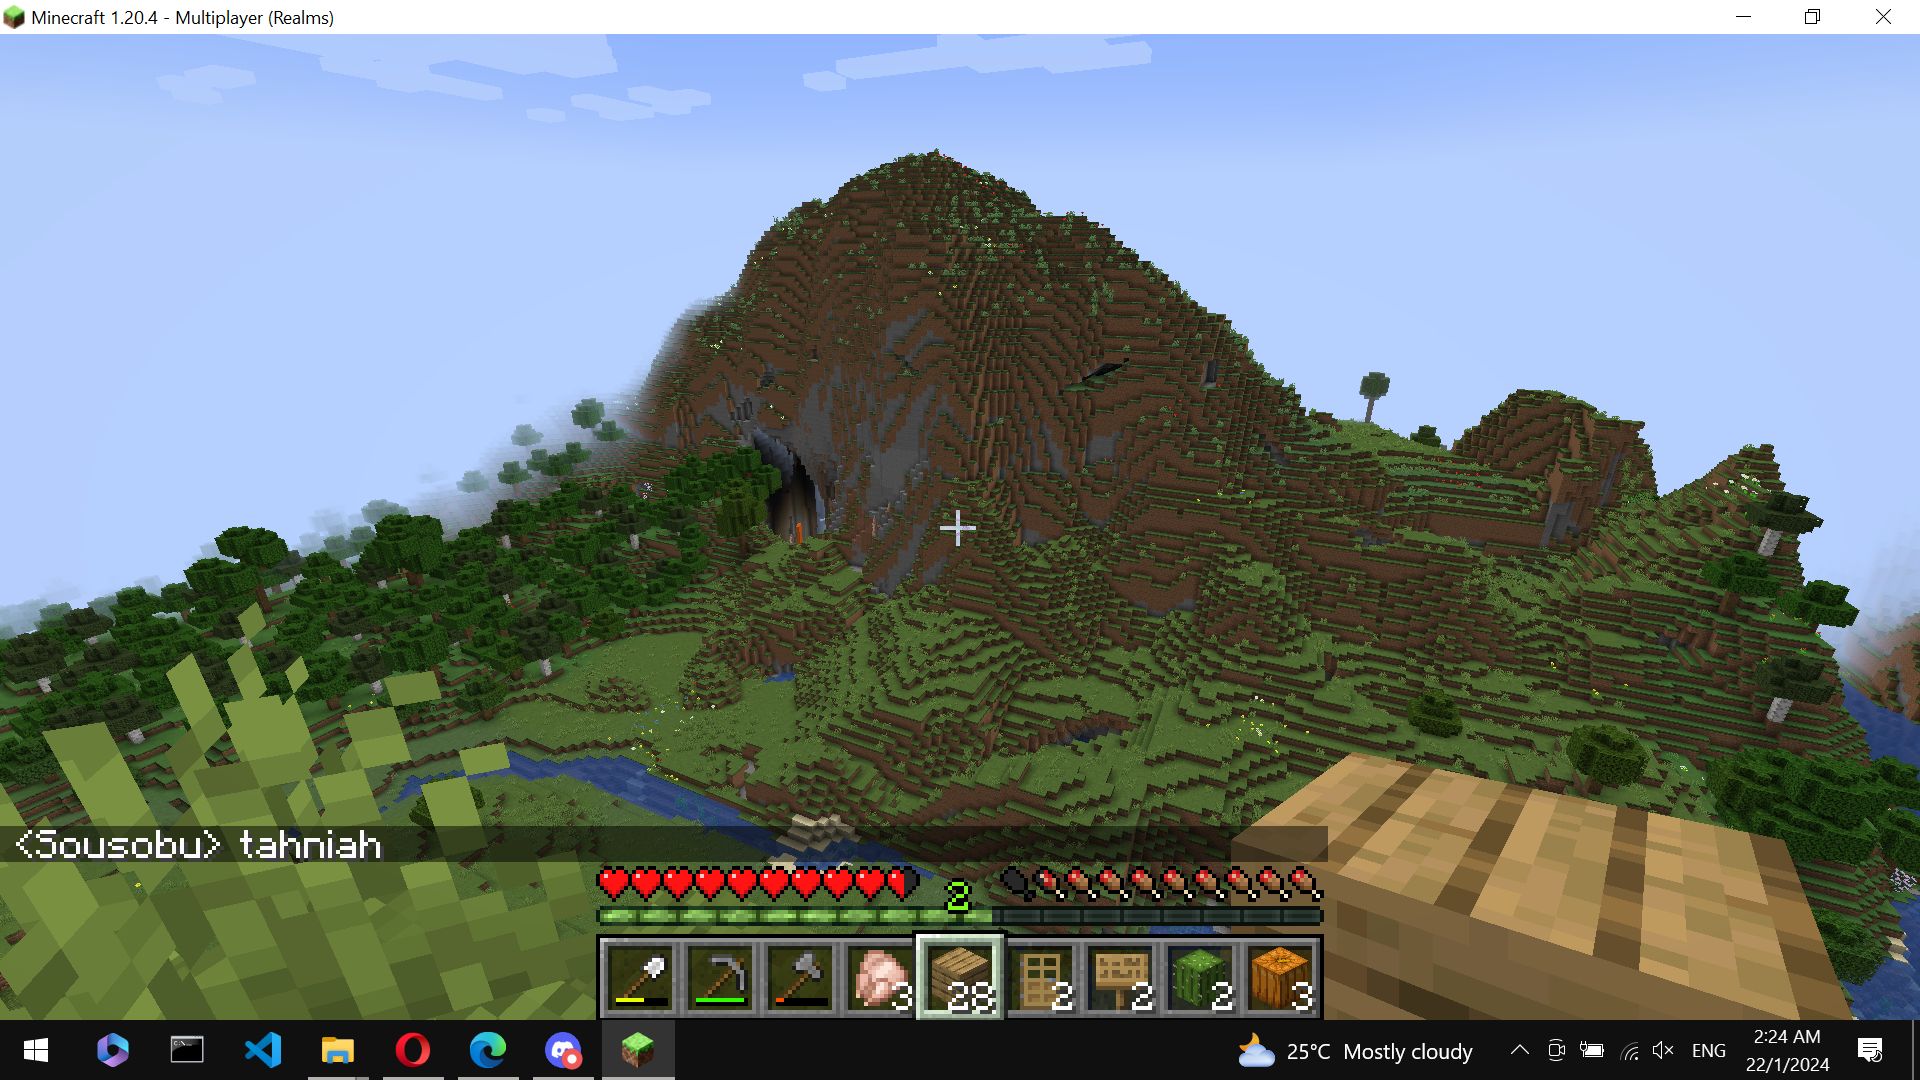 Minecraft 1.20.4 - Multiplayer (Realms)
<Sousobu> tahniah
2
3
28
2
2
2
3
25°C Mostly cloudy
ENG
2:24 AM
22/1/2024